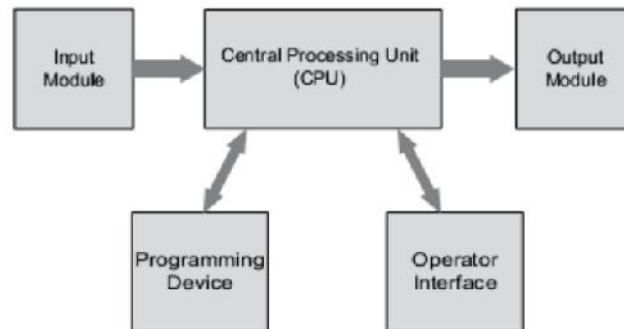 Input
Module
Central Processing Unit
(CPU)
Output
Module
Programming
Device
Operator
Interface